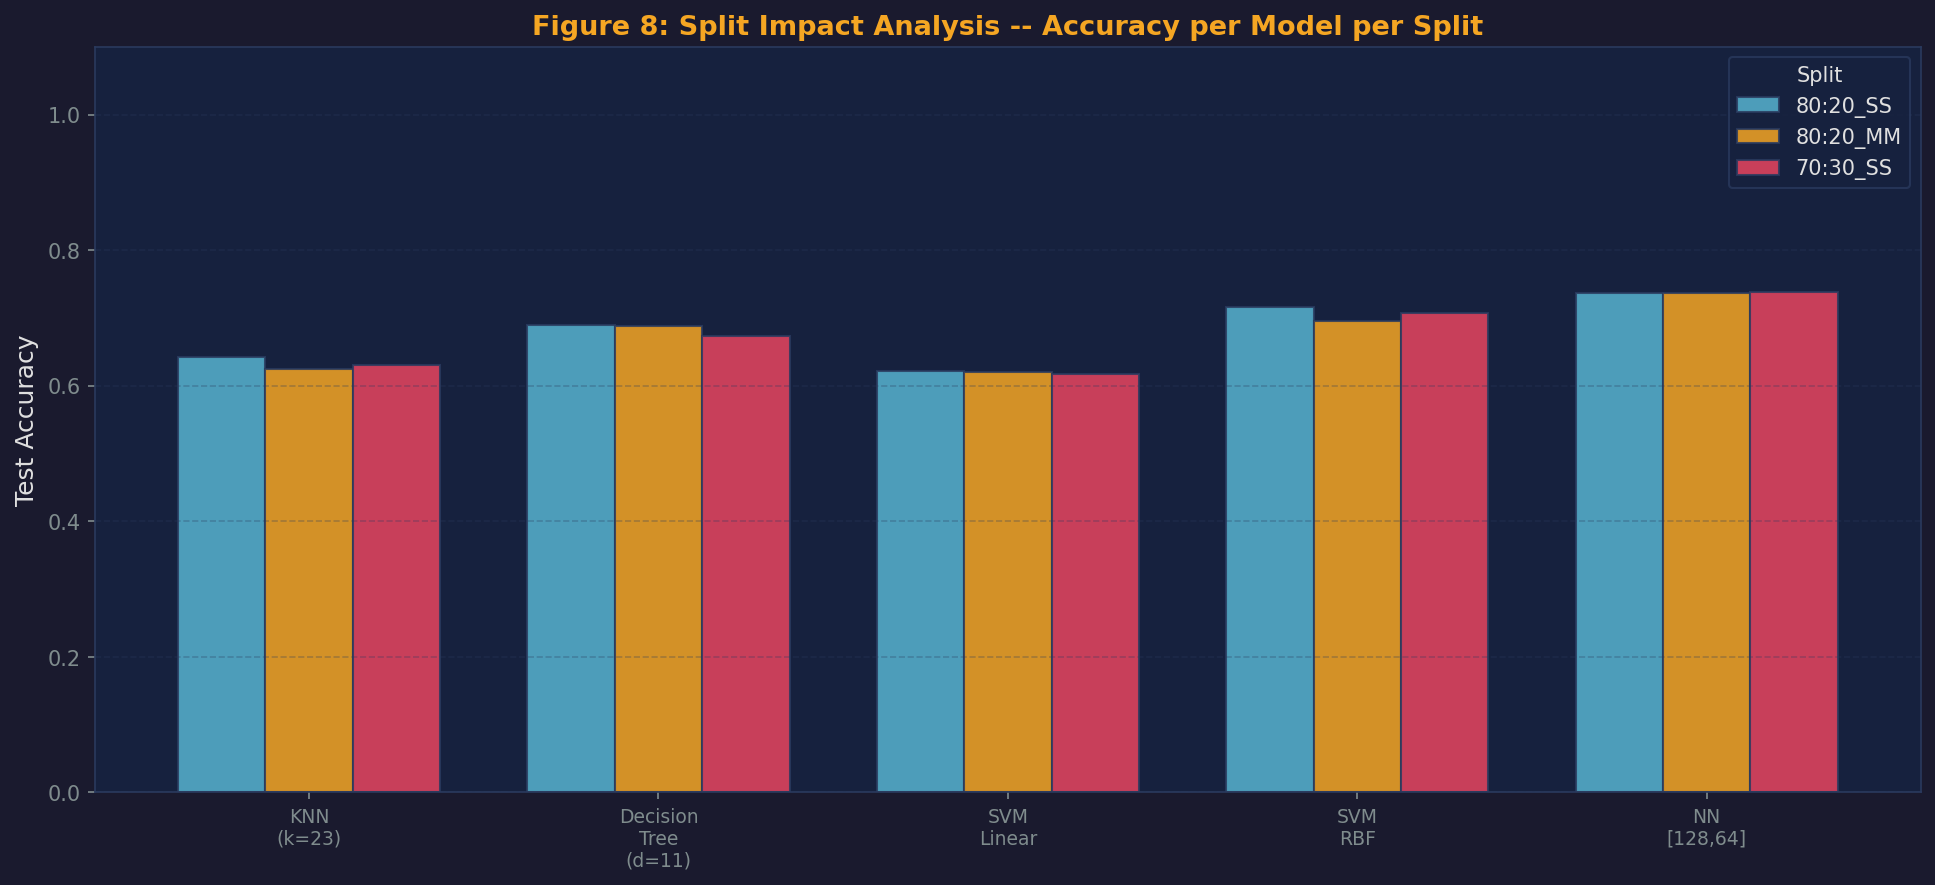 Figure 8: Split Impact Analysis -- Accuracy per Model per Split
Split
80:20_SS
80:20_MM
70:30_SS
Test Accuracy
1.0
0.8
0.6
0.4
0.2
0.0
KNN
(k=23)
Decision
Tree
(d=11)
SVM
Linear
SVM
RBF
NN
[128,64]